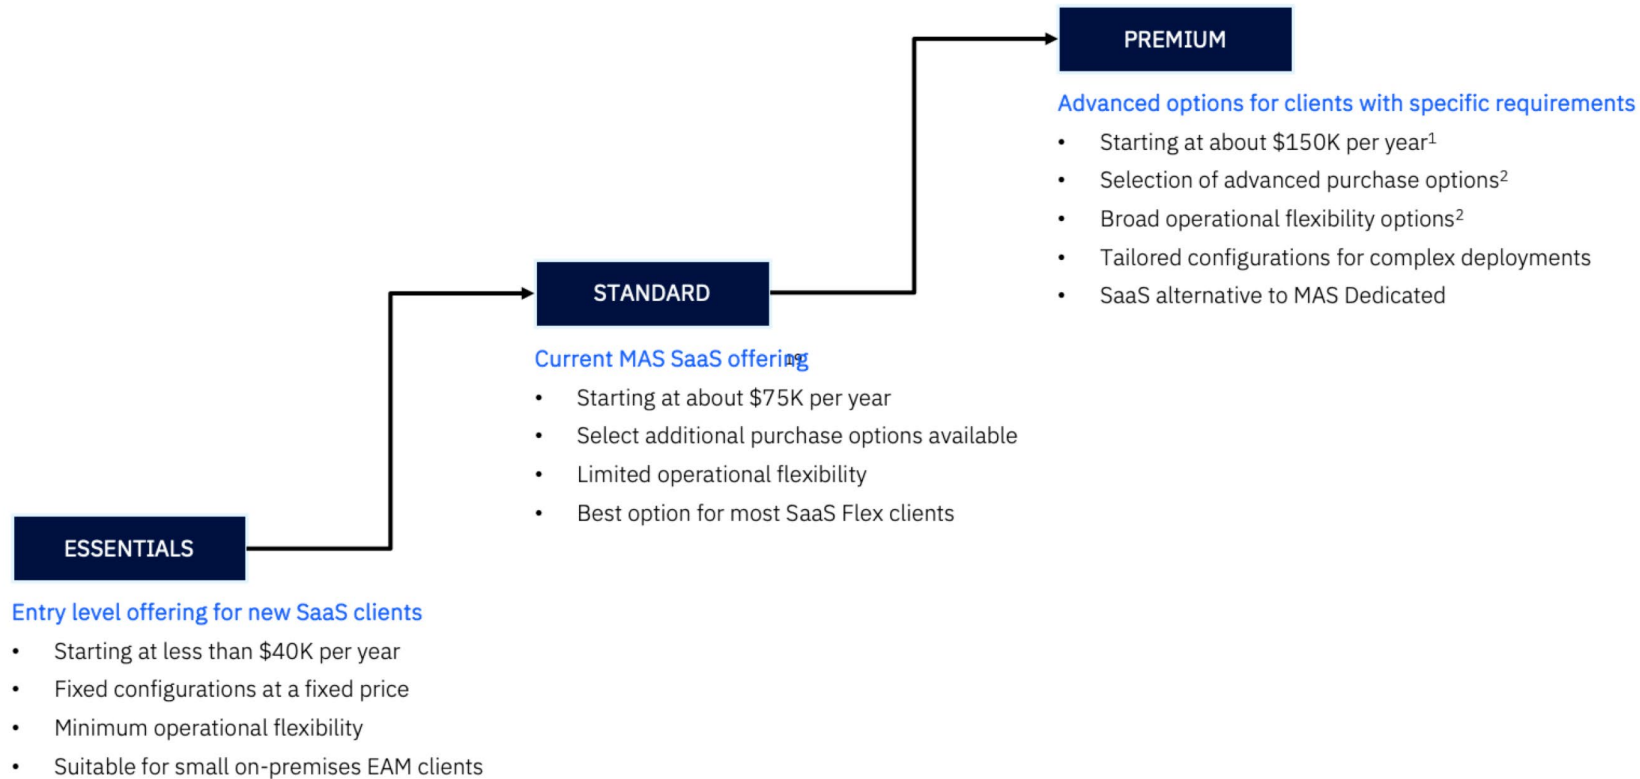 PREMIUM
Advanced options for clients with specific requirements
• Starting at about $150K per year¹
• Selection of advanced purchase options²
• Broad operational flexibility options²
• Tailored configurations for complex deployments
• SaaS alternative to MAS Dedicated
STANDARD
Current MAS SaaS offering
19
• Starting at about $75K per year
• Select additional purchase options available
• Limited operational flexibility
• Best option for most SaaS Flex clients
ESSENTIALS
Entry level offering for new SaaS clients
• Starting at less than $40K per year
• Fixed configurations at a fixed price
• Minimum operational flexibility
• Suitable for small on-premises EAM clients